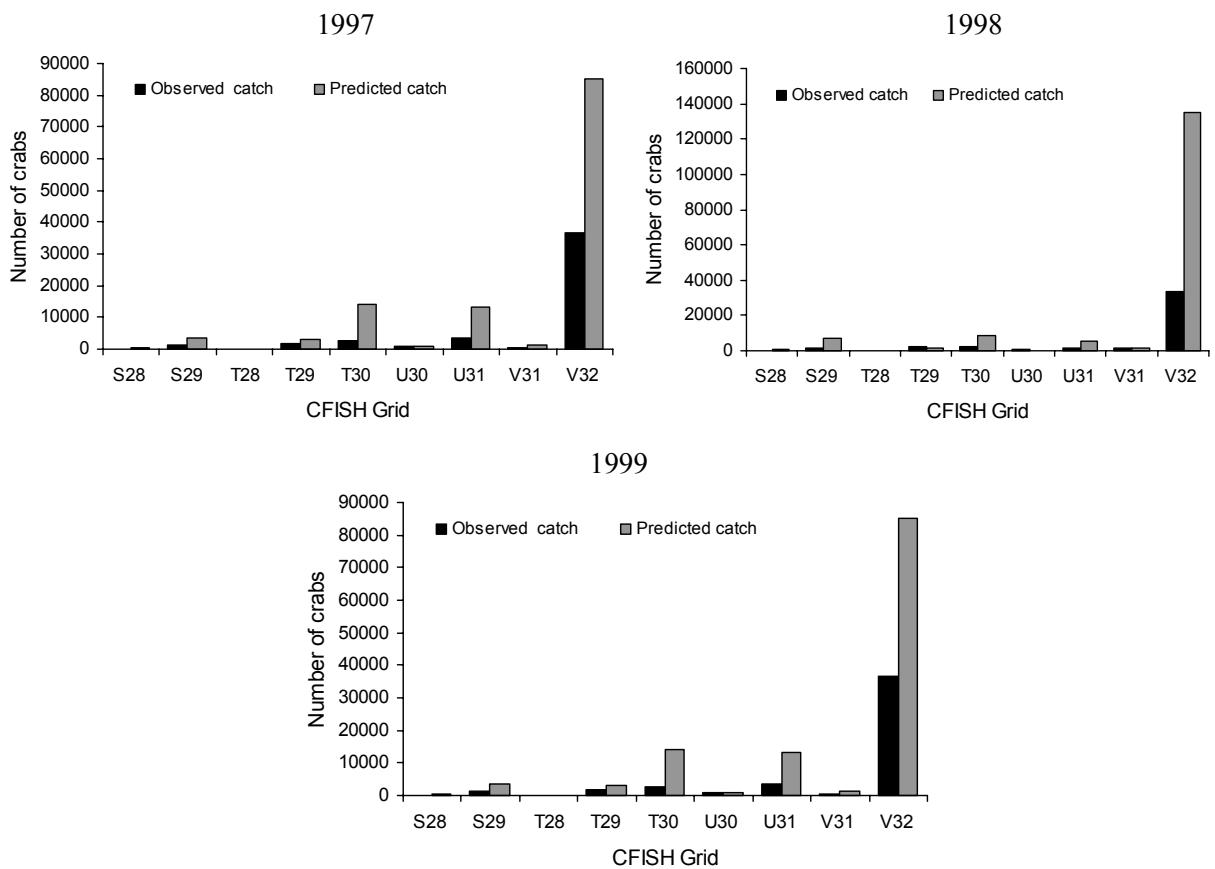 1997
90000
80000
70000
60000
50000
40000
30000
20000
10000
0
Number of crabs
Observed catch
Predicted catch
S28 S29 T28 T29 T30 U30 U31 V31 V32
CFISH Grid
1998
160000
140000
120000
100000
80000
60000
40000
20000
0
Number of crabs
Observed catch
Predicted catch
S28 S29 T28 T29 T30 U30 U31 V31 V32
CFISH Grid
1999
90000
80000
70000
60000
50000
40000
30000
20000
10000
0
Number of crabs
Observed catch
Predicted catch
S28 S29 T28 T29 T30 U30 U31 V31 V32
CFISH Grid